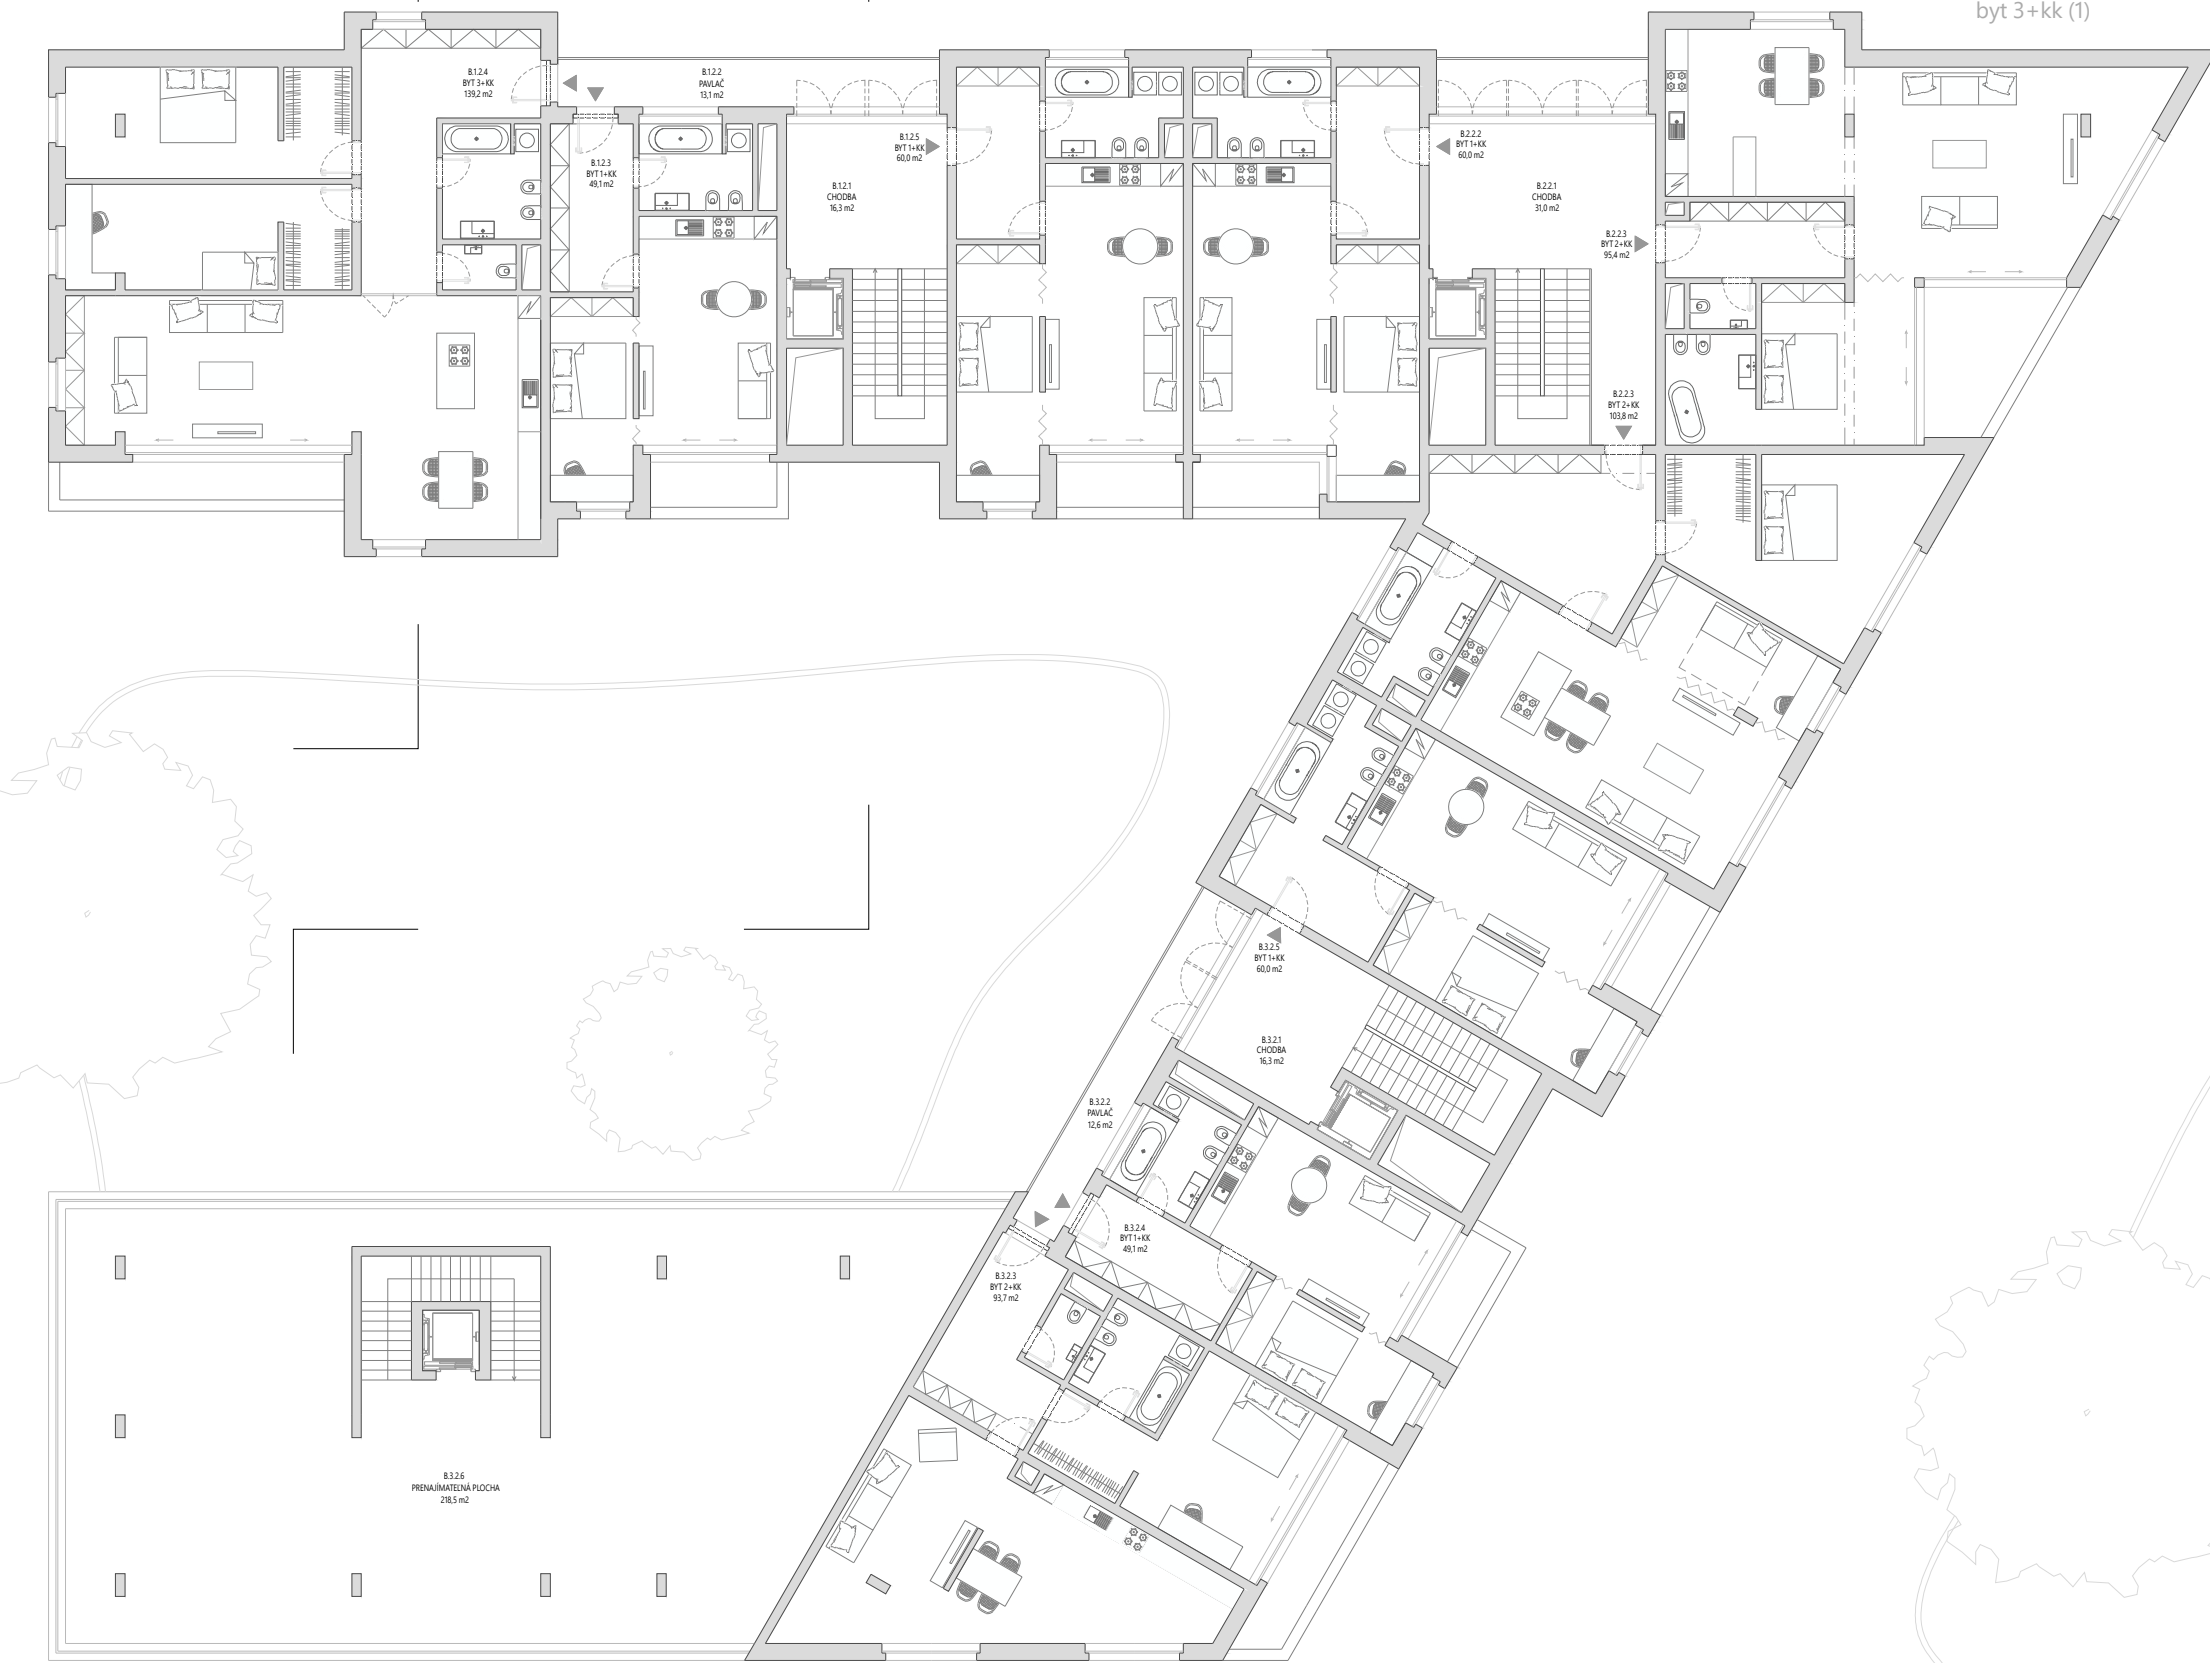 byt 3+kk (1)
B.1.2.4
BYT 3+KK
139,2 m2
B.1.2.2
PAVLAČ
13,1 m2
B.1.2.3
BYT 1+KK
49,1 m2
B.1.2.5
BYT 1+KK
60,0 m2
B.1.2.1
CHODBA
16,3 m2
B.2.2.2
BYT 1+KK
60,0 m2
B.2.2.1
CHODBA
31,0 m2
B.2.2.3
BYT 2+KK
95,4 m2
B.2.2.3
BYT 2+KK
103,8 m2
B.3.2.5
BYT 1+KK
60,0 m2
B.3.2.1
CHODBA
16,3 m2
B.3.2.2
PAVLAČ
12,6 m2
B.3.2.4
BYT 1+KK
49,1 m2
B.3.2.3
BYT 2+KK
93,7 m2
B.3.2.6
PRENAJÍMATEĽNÁ PLOCHA
218,5 m2